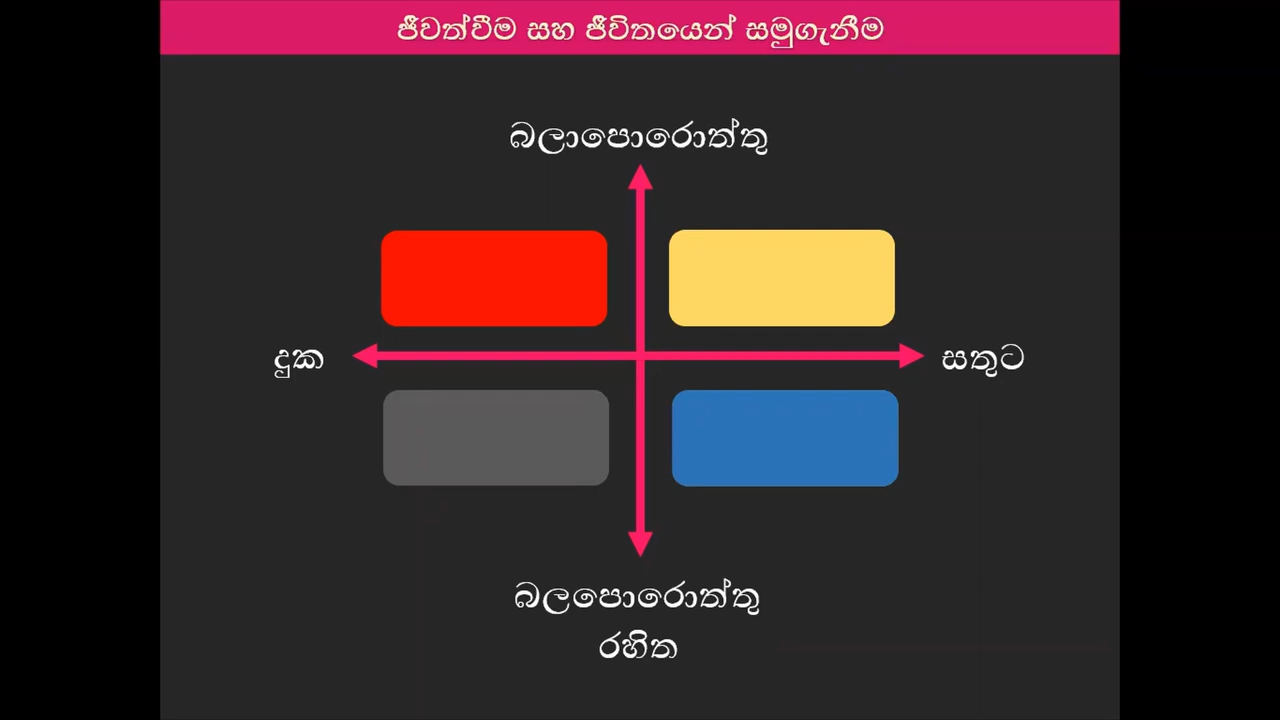 ජීවත්වීම සහ ජීවිතයෙන් සමුගැනීම
බලාපොරොත්තු
දුක
සතුට
බලපොරොත්තු
රහිත